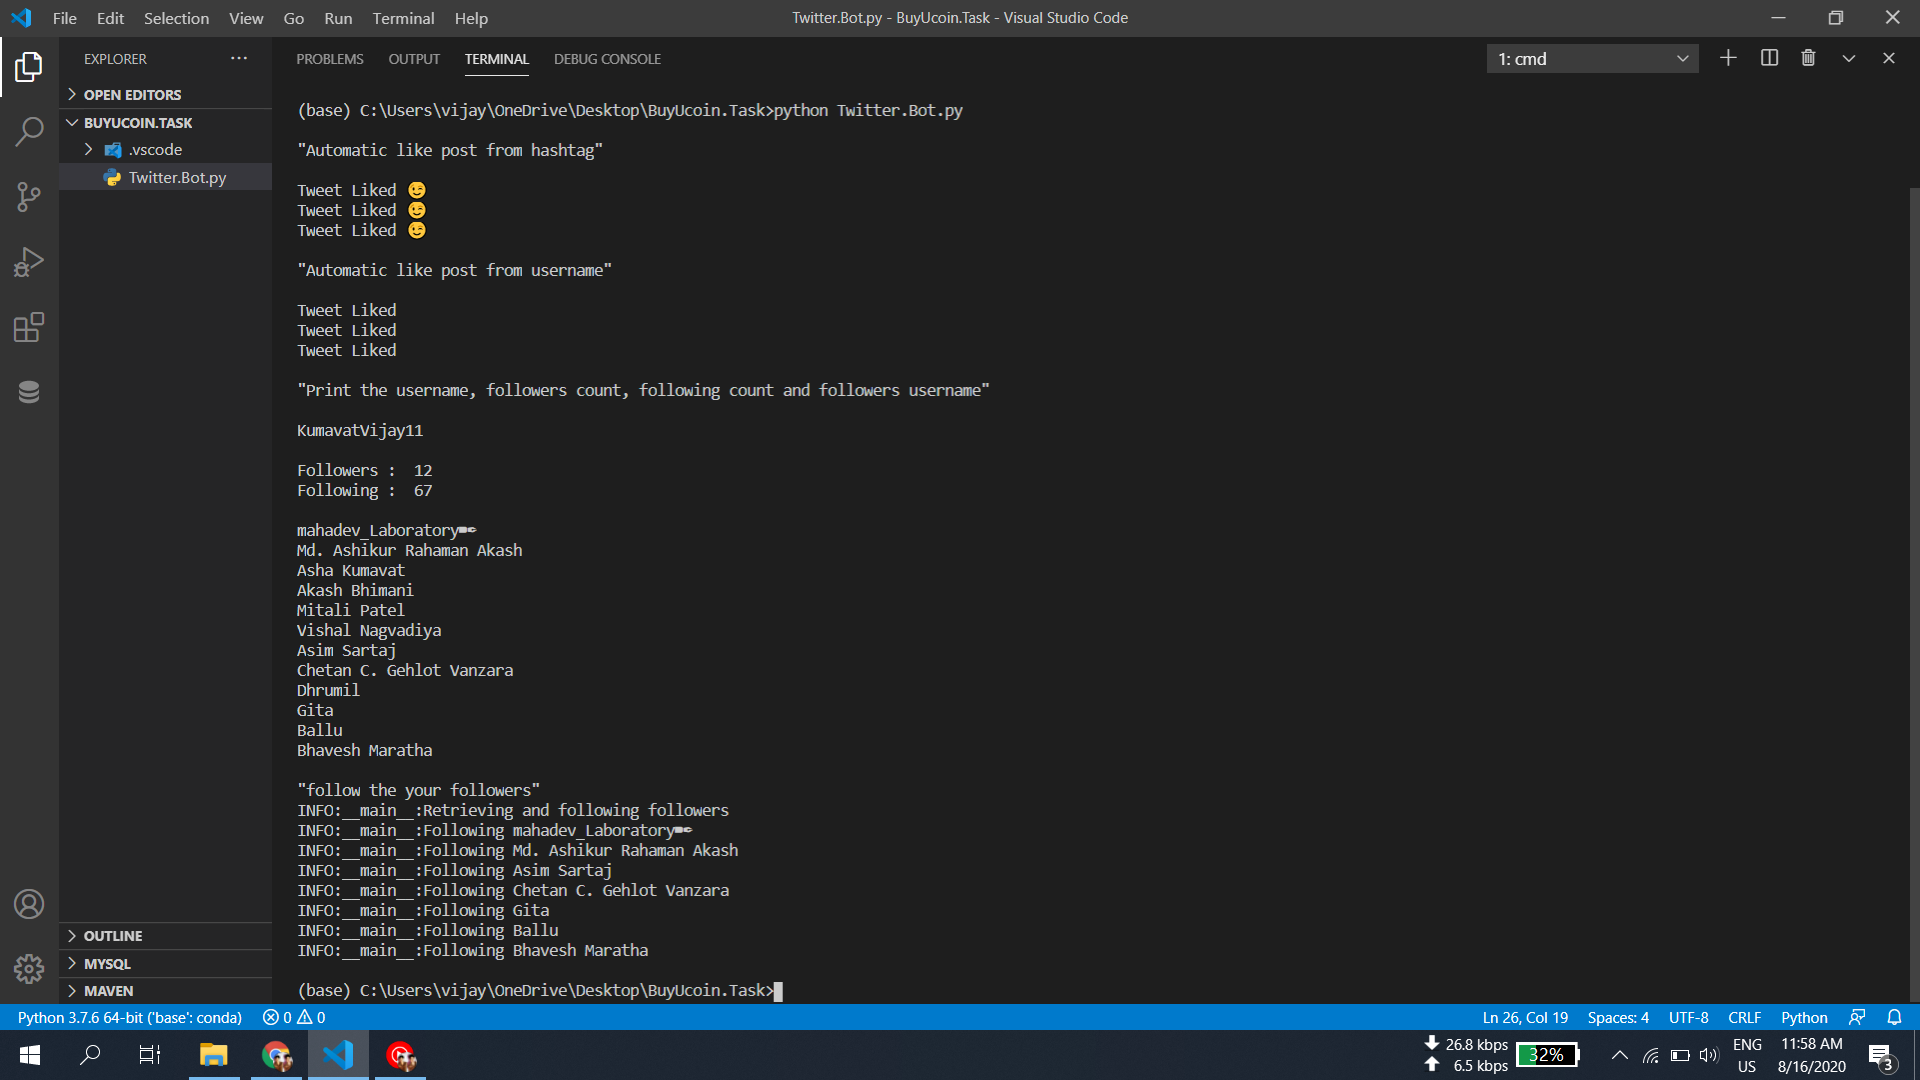 File Edit Selection View Go Run Terminal Help
Twitter.Bot.py - BuyUcoin.Task - Visual Studio Code
EXPLORER
OPEN EDITORS
BUYUCOIN.TASK
.vscode
Twitter.Bot.py
OUTLINE
MYSQL
MAVEN
PROBLEMS OUTPUT TERMINAL DEBUG CONSOLE
1: cmd
(base) C:\Users\vijay\OneDrive\Desktop\BuyUcoin.Task>python Twitter.Bot.py
"Automatic like post from hashtag"
Tweet Liked 😉
Tweet Liked 😉
Tweet Liked 😉
"Automatic like post from username"
Tweet Liked
Tweet Liked
Tweet Liked
"Print the username, followers count, following count and followers username"
KumavatVijay11
Followers :  12
Following :  67
mahadev_Laboratory
Md. Ashikur Rahaman Akash
Asha Kumavat
Akash Bhimani
Mitali Patel
Vishal Nagvadiya
Asim Sartaj
Chetan C. Gehlot Vanzara
Dhrumil
Gita
Ballu
Bhavesh Maratha
"follow the your followers"
INFO:__main__:Retrieving and following followers
INFO:__main__:Following mahadev_Laboratory
INFO:__main__:Following Md. Ashikur Rahaman Akash
INFO:__main__:Following Asim Sartaj
INFO:__main__:Following Chetan C. Gehlot Vanzara
INFO:__main__:Following Gita
INFO:__main__:Following Ballu
INFO:__main__:Following Bhavesh Maratha
(base) C:\Users\vijay\OneDrive\Desktop\BuyUcoin.Task>
Python 3.7.6 64-bit ('base': conda) 0 0
Ln 26, Col 19 Spaces: 4 UTF-8 CRLF Python
26.8 kbps
6.5 kbps
32%
ENG
US
11:58 AM
8/16/2020
3